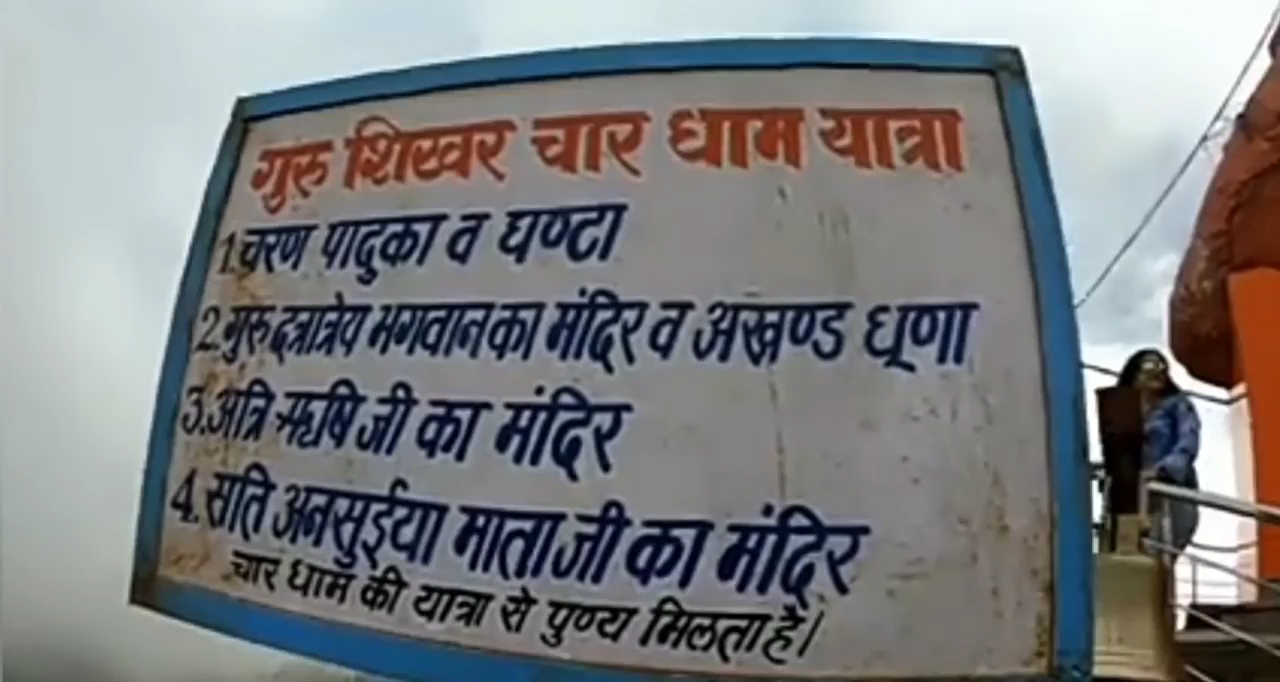 गुरु शिखर चार धाम यात्रा
1.चरण पादुका व घण्टा
2.गुरु दत्रात्रेय भगवान का मंदिर व अखण्ड धूणा
3.अत्रि ऋषि जी का मंदिर
4. सति अनसुईया माताजी का मंदिर
चार धाम की यात्रा से पुण्य मिलता है।